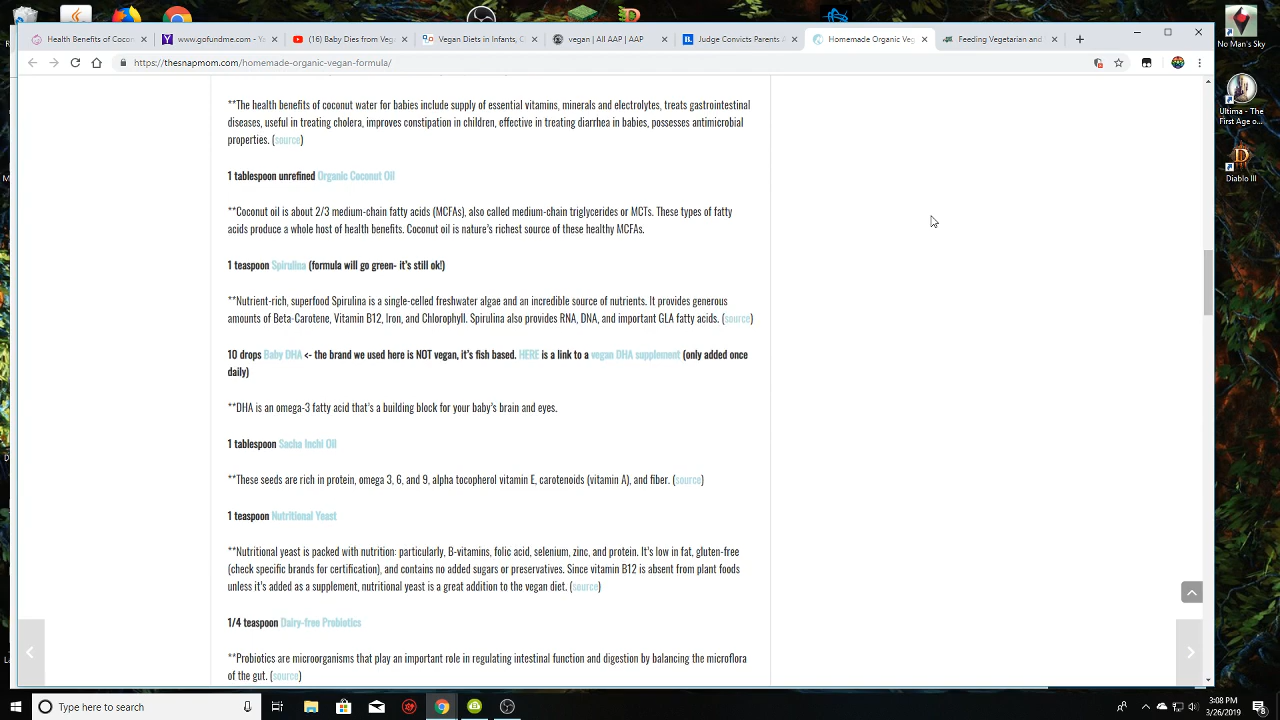 Health Benefits of Cocon
www.gofundme.com - Y
(16) Baby Dies from Veg
Vegan Diets in Infants, C
vegan | All AAP | AAP
Judge Convicts Parents A
Homemade Organic Veg
Feeding Vegetarian and
https://thesnapmom.com/homemade-organic-vegan-formula/
No Man's Sky
Ultima - The
First Age o...
Diablo III
**The health benefits of coconut water for babies include supply of essential vitamins, minerals and electrolytes, treats gastrointestinal
diseases, useful in treating cholera, improves constipation in children, effective in treating diarrhea in babies, possesses antimicrobial
properties. (source)
1 tablespoon unrefined Organic Coconut Oil
**Coconut oil is about 2/3 medium-chain fatty acids (MCFAs), also called medium-chain triglycerides or MCTs. These types of fatty
acids produce a whole host of health benefits. Coconut oil is nature's richest source of these healthy MCFAs.
1 teaspoon Spirulina (formula will go green- it's still ok!)
**Nutrient-rich, superfood Spirulina is a single-celled freshwater algae and an incredible source of nutrients. It provides generous
amounts of Beta-Carotene, Vitamin B12, Iron, and Chlorophyll. Spirulina also provides RNA, DNA, and important GLA fatty acids. (source)
10 drops Baby DHA <- the brand we used here is NOT vegan, it's fish based. HERE is a link to a vegan DHA supplement (only added once
daily)
**DHA is an omega-3 fatty acid that's a building block for your baby's brain and eyes.
1 tablespoon Sacha Inchi Oil
**These seeds are rich in protein, omega 3, 6, and 9, alpha tocopherol vitamin E, carotenoids (vitamin A), and fiber. (source)
1 teaspoon Nutritional Yeast
**Nutritional yeast is packed with nutrition: particularly, B-vitamins, folic acid, selenium, zinc, and protein. It's low in fat, gluten-free
(check specific brands for certification), and contains no added sugars or preservatives. Since vitamin B12 is absent from plant foods
unless it's added as a supplement, nutritional yeast is a great addition to the vegan diet. (source)
1/4 teaspoon Dairy-free Probiotics
**Probiotics are microorganisms that play an important role in regulating intestinal function and digestion by balancing the microflora
of the gut. (source)
Type here to search
3:08 PM
3/26/2019